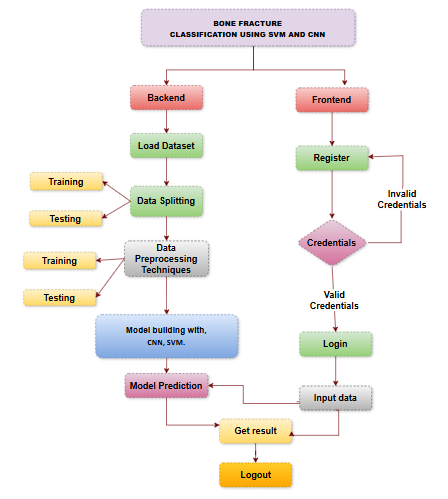 BONE FRACTURE
CLASSIFICATION USING SVM AND CNN
Backend
Frontend
Load Dataset
Register
Training
Data Splitting
Invalid
Credentials
Testing
Data
Preprocessing
Techniques
Credentials
Training
Testing
Valid
Credentials
Model building with,
CNN, SVM.
Login
Model Prediction
Input data
Get result
Logout